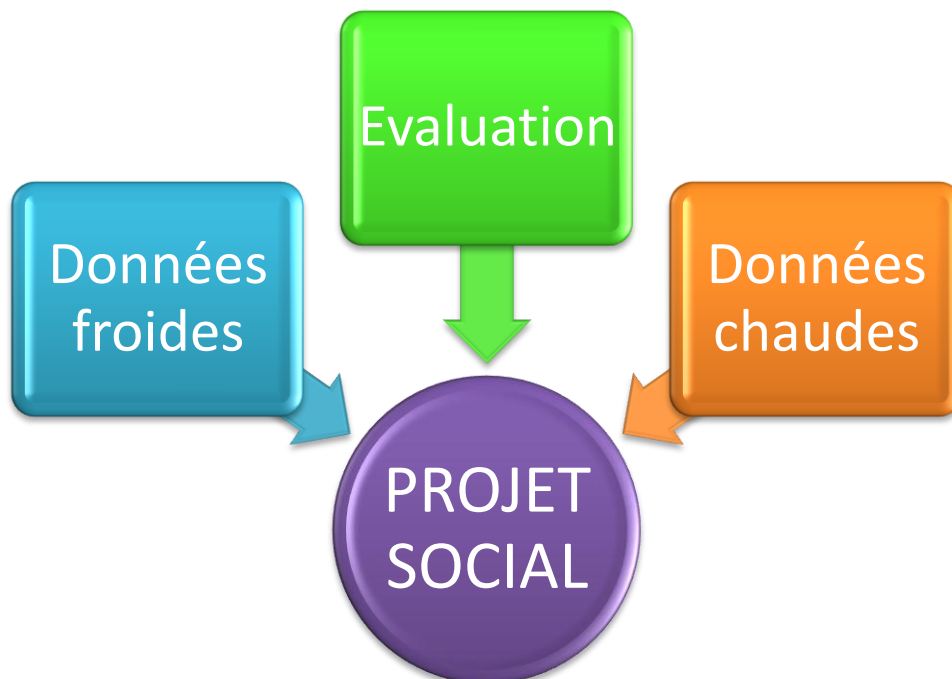 Evaluation
Données
froides
Données
chaudes
PROJET
SOCIAL